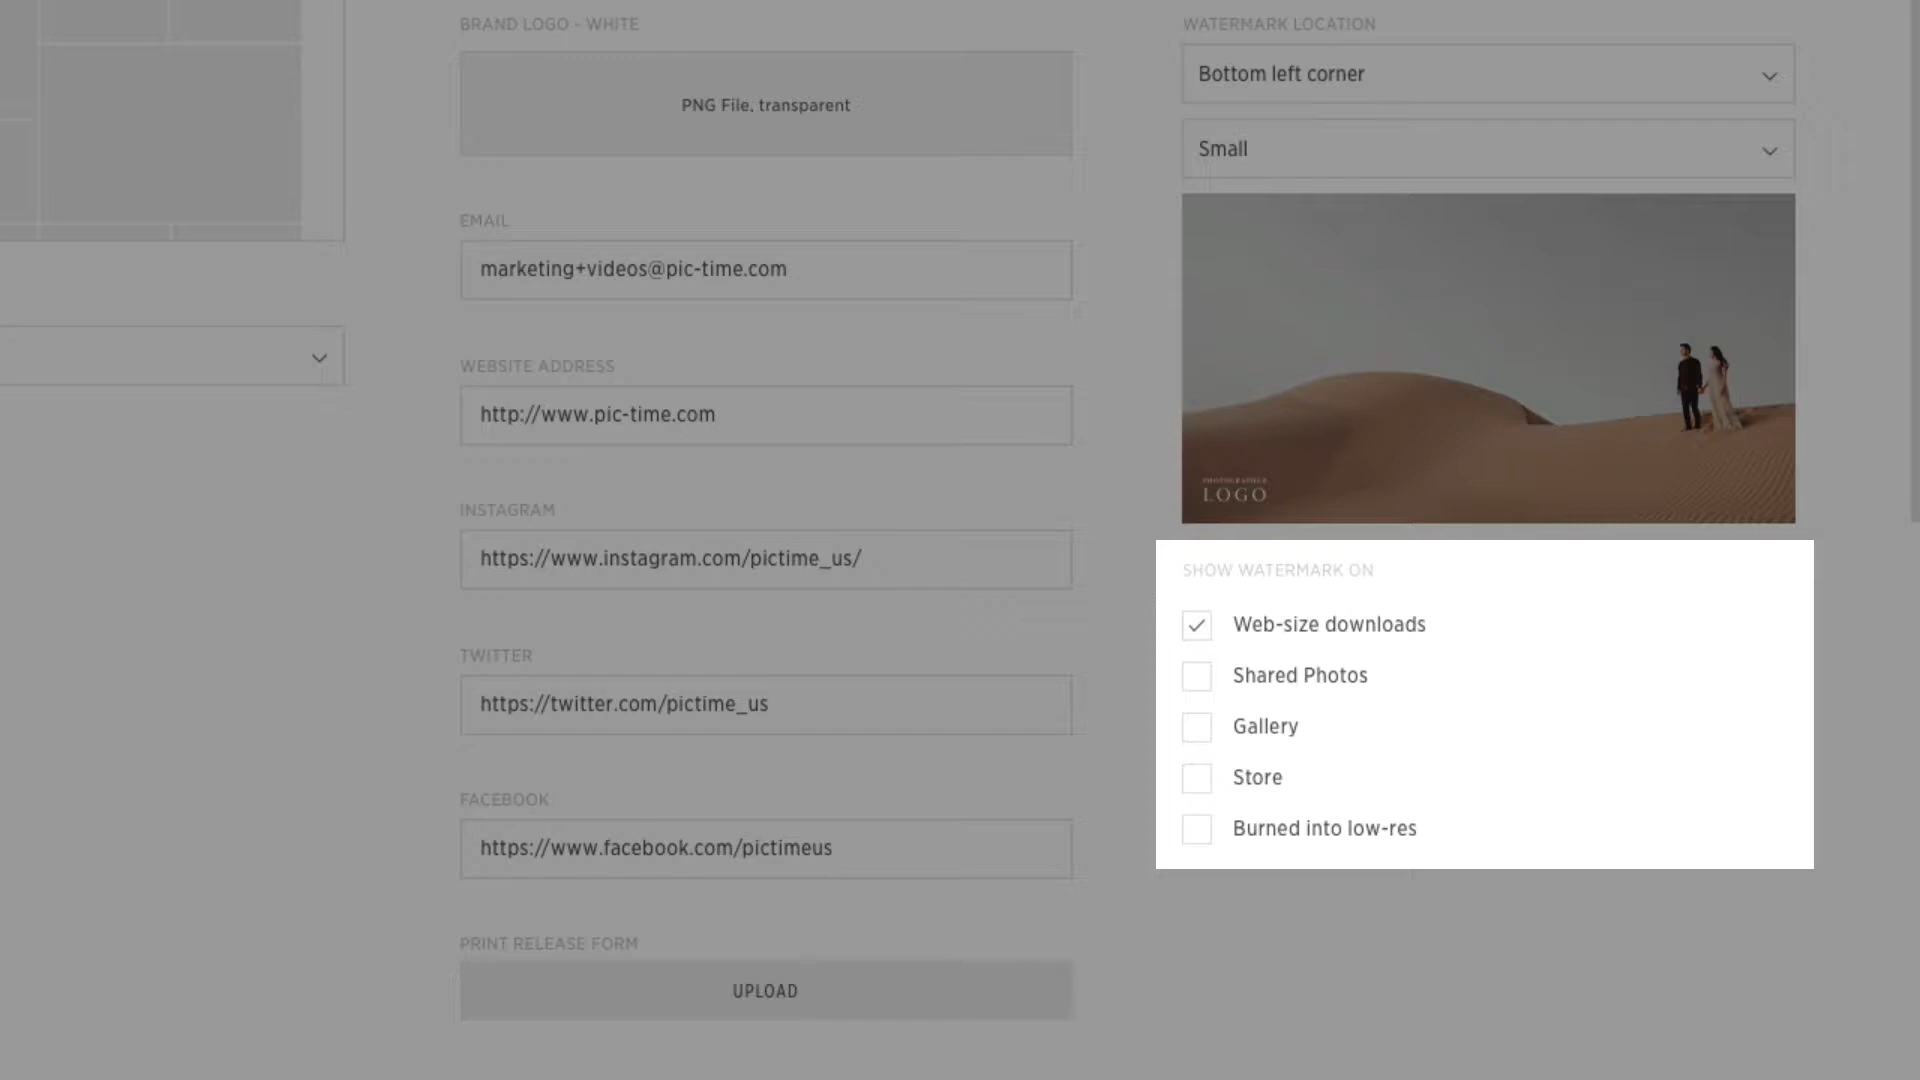 BRAND LOGO - WHITE
PNG File, transparent
EMAIL
marketing+videos@pic-time.com
WEBSITE ADDRESS
http://www.pic-time.com
INSTAGRAM
https://www.instagram.com/pictime_us/
TWITTER
https://twitter.com/pictime_us
FACEBOOK
https://www.facebook.com/pictimeus
PRINT RELEASE FORM
UPLOAD
WATERMARK LOCATION
Bottom left corner
Small
PHOTOGRAPHER
LOGO
SHOW WATERMARK ON
Web-size downloads
Shared Photos
Gallery
Store
Burned into low-res